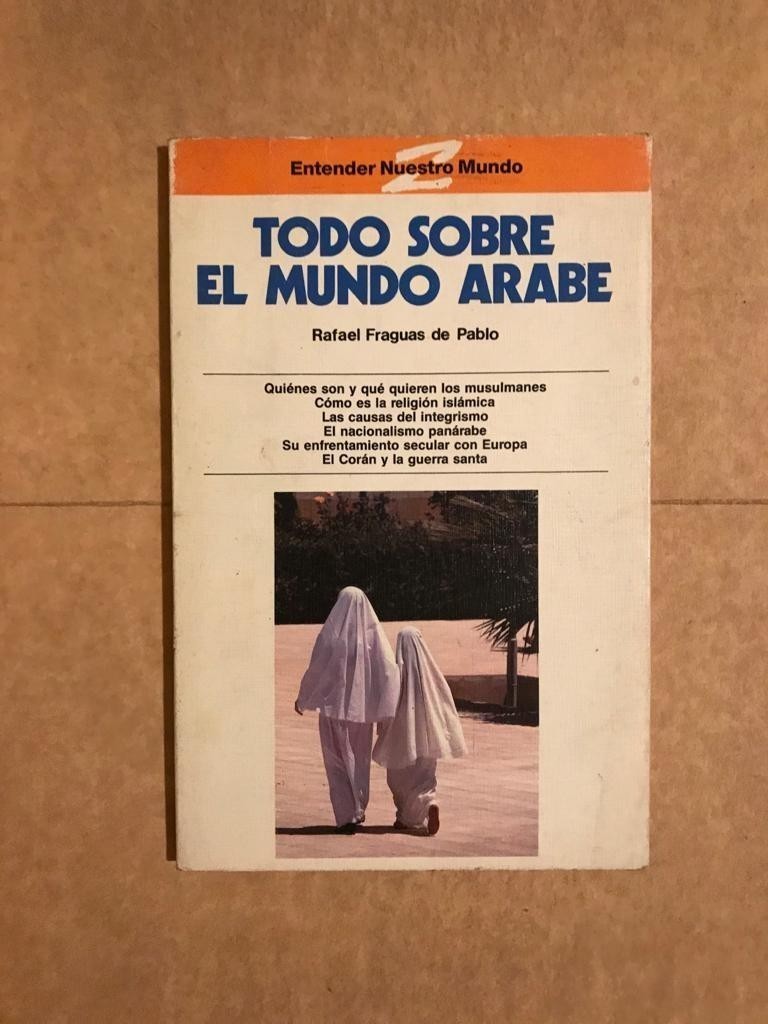 Entender Nuestro Mundo
TODO SOBRE
EL MUNDO ARABE
Rafael Fraguas de Pablo
Quiénes son y qué quieren los musulmanes
Cómo es la religión islámica
Las causas del integrismo
El nacionalismo panárabe
Su enfrentamiento secular con Europa
El Corán y la guerra santa